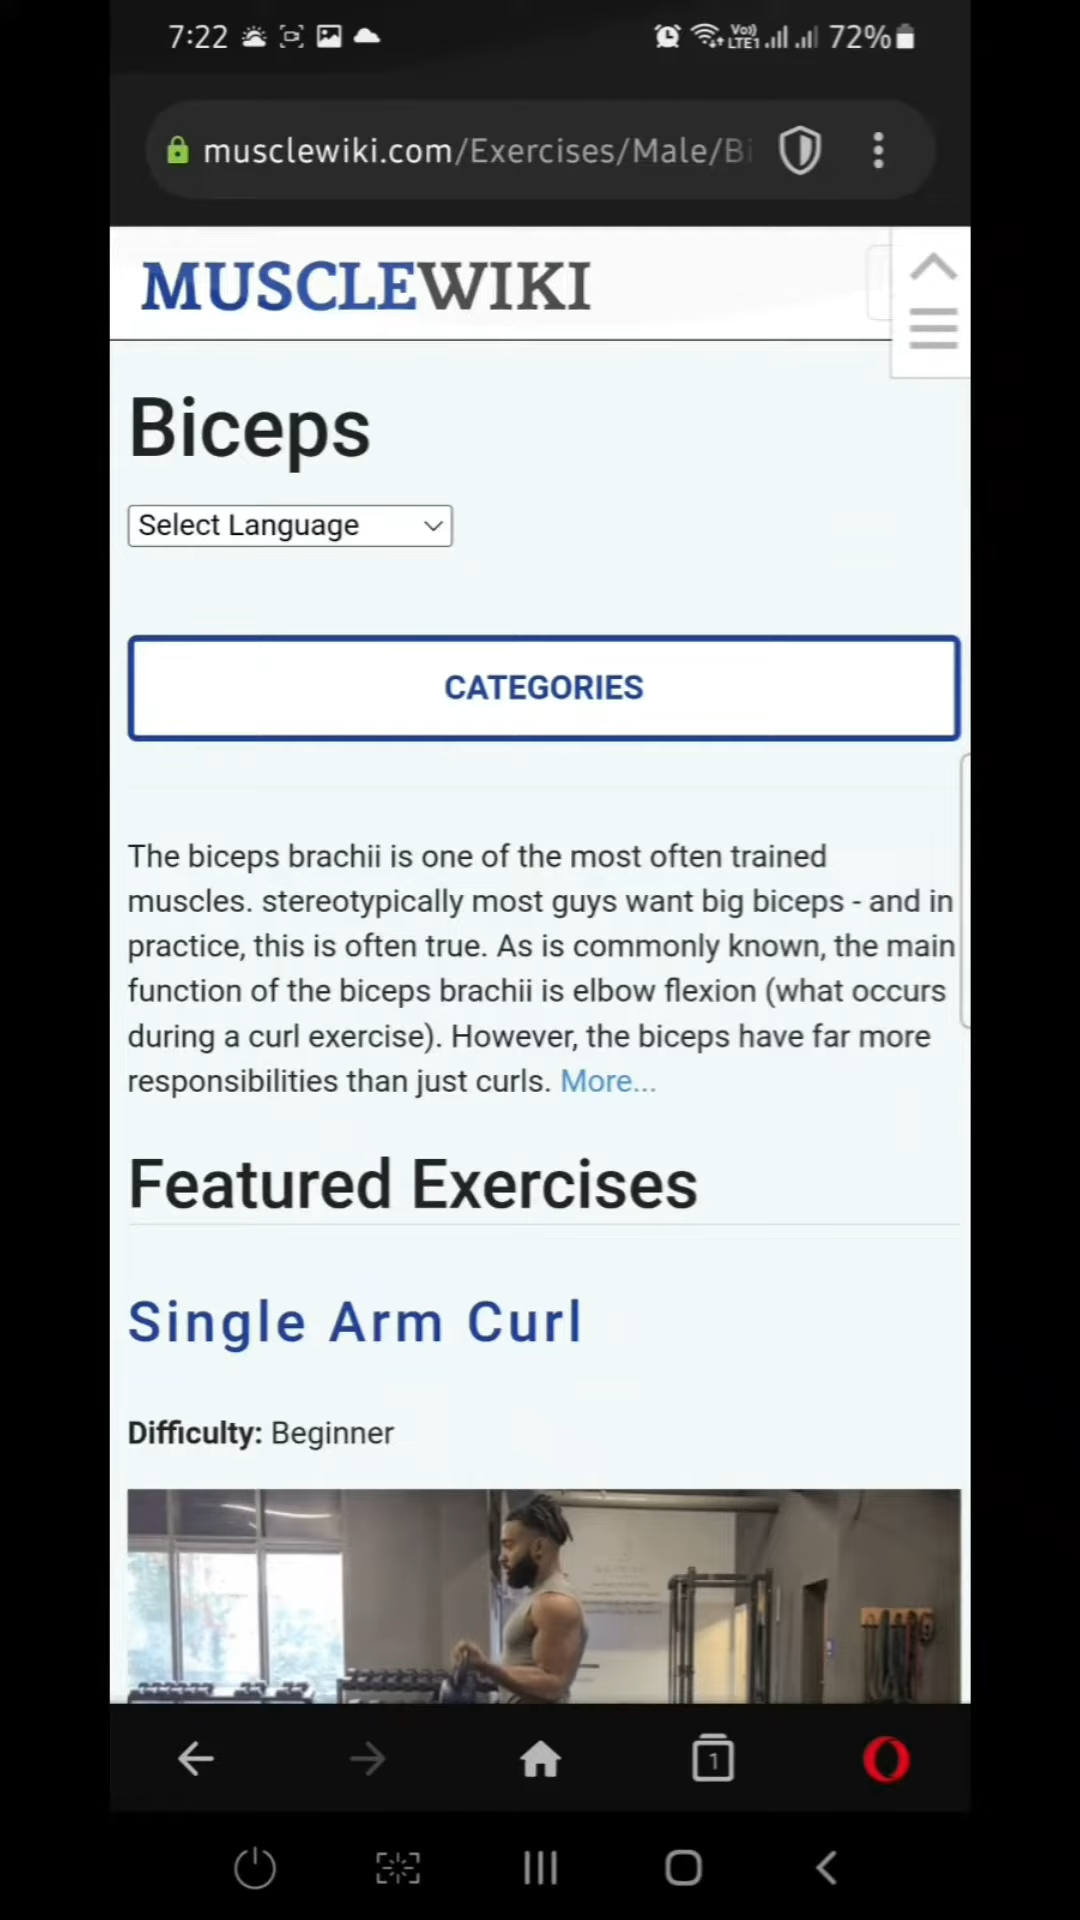 7:22
Vo)) LTE1 72%
musclewiki.com/Exercises/Male/Bi
MUSCLEWIKI
Biceps
Select Language
CATEGORIES
The biceps brachii is one of the most often trained
muscles. stereotypically most guys want big biceps - and in
practice, this is often true. As is commonly known, the main
function of the biceps brachii is elbow flexion (what occurs
during a curl exercise). However, the biceps have far more
responsibilities than just curls. More...
Featured Exercises
Single Arm Curl
Difficulty: Beginner
1